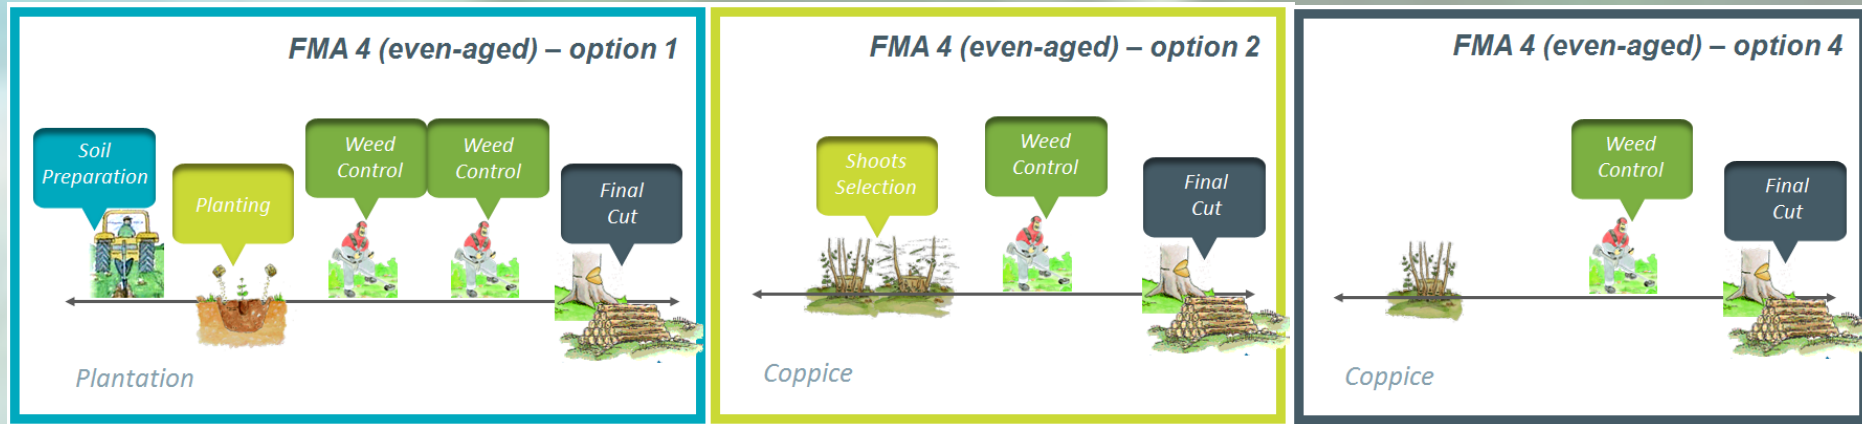 FMA 4 (even-aged) – option 1
Soil
Preparation
Planting
Weed
Control
Weed
Control
Final
Cut
Plantation
FMA 4 (even-aged) – option 2
Shoots
Selection
Weed
Control
Final
Cut
Coppice
FMA 4 (even-aged) – option 4
Weed
Control
Final
Cut
Coppice